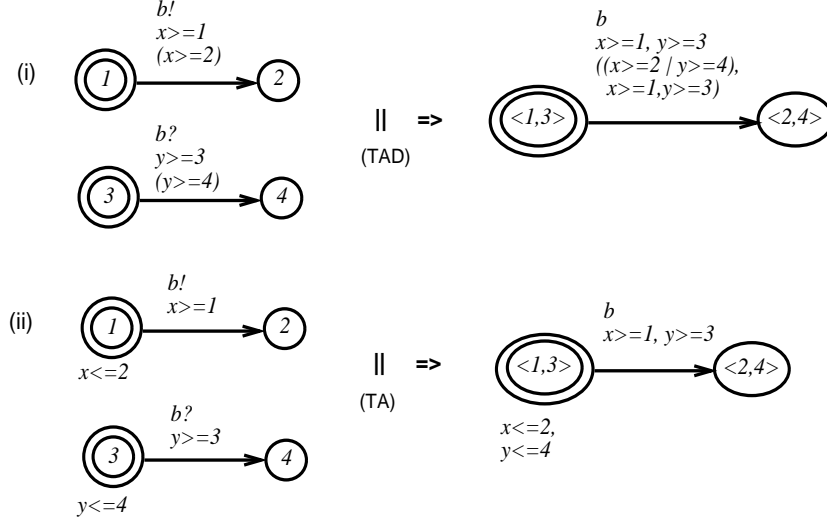 (i)
b!
x>=1
(x>=2)
1
2
b?
y>=3
(y>=4)
3
4
|| =>
(TAD)
b
x>=1, y>=3
((x>=2 | y>=4),
x>=1,y>=3)
<1,3>
<2,4>
(ii)
b!
x>=1
1
2
x<=2
b?
y>=3
3
4
y<=4
|| =>
(TA)
b
x>=1, y>=3
<1,3>
<2,4>
x<=2,
y<=4